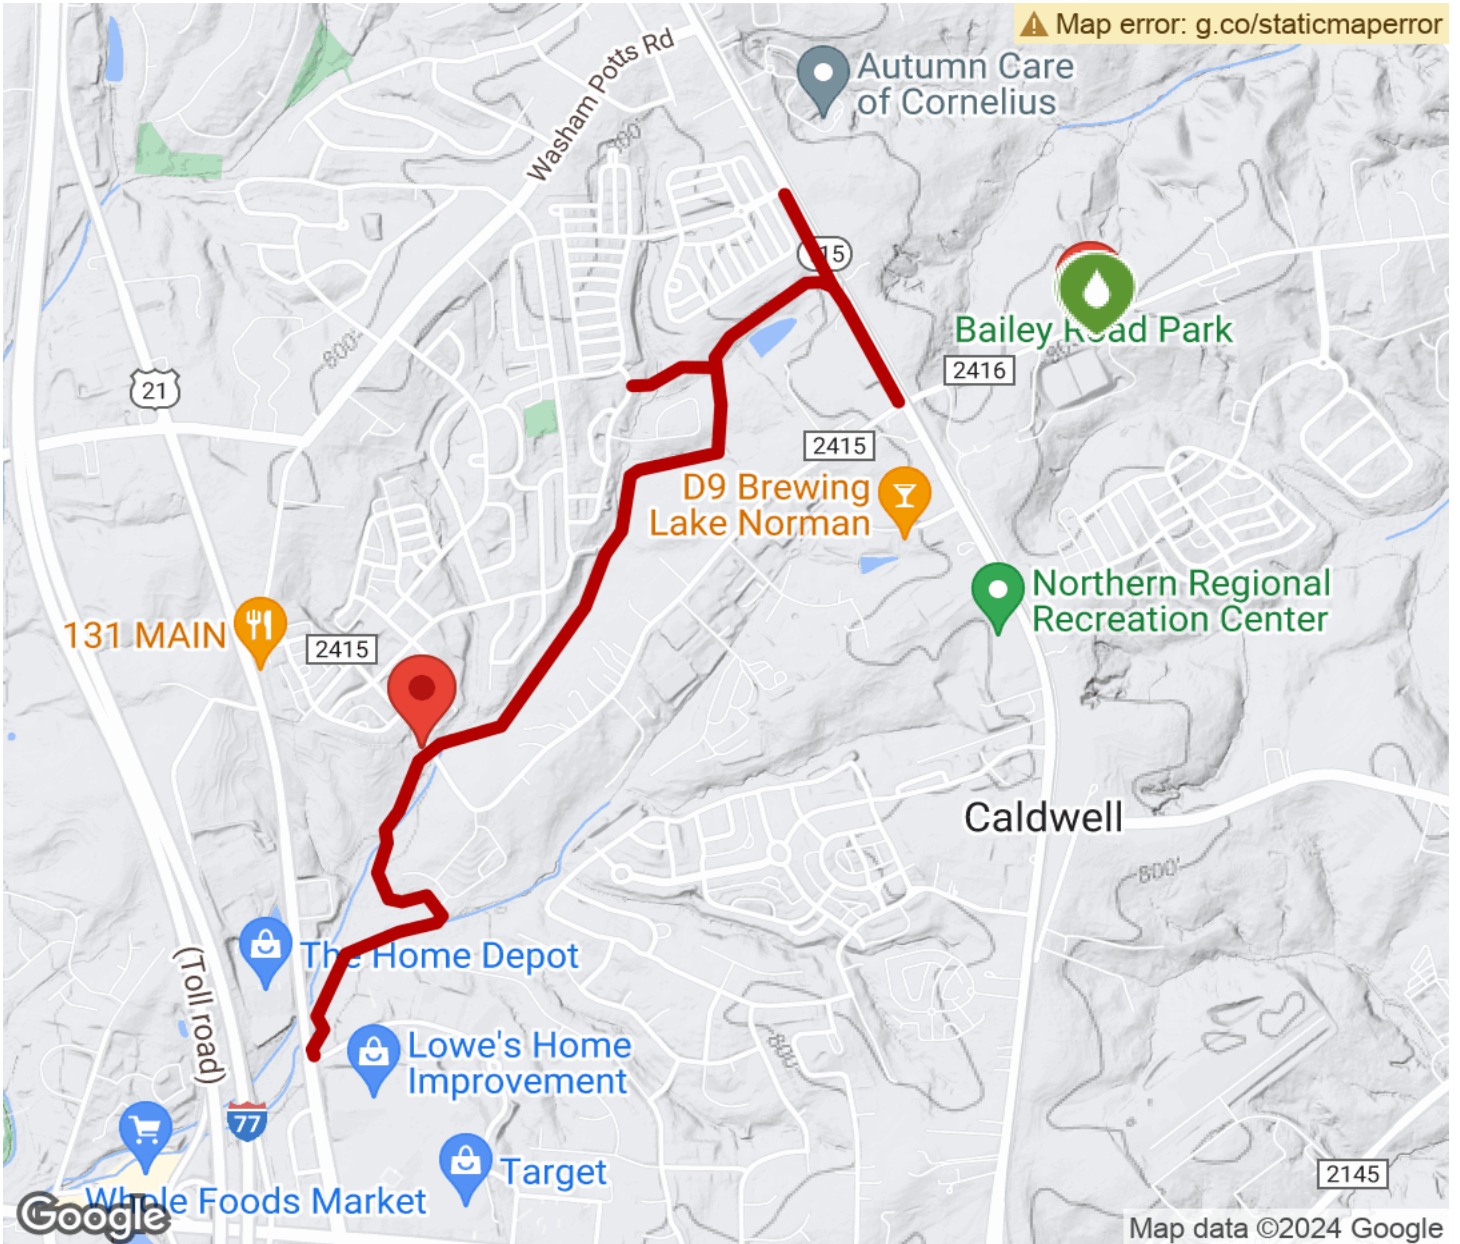 Map error: g.co/staticmaperror
Washam Potts Rd
Autumn Care
of Cornelius
800'
15
Bailey Road Park
800'
21
2416
2415
D9 Brewing
Lake Norman
Northern Regional
Recreation Center
131 MAIN
2415
Caldwell
800'
The Home Depot
(Toll road)
Lowe's Home
Improvement
800'
77
Target
2145
Whole Foods Market
Google
Map data ©2024 Google